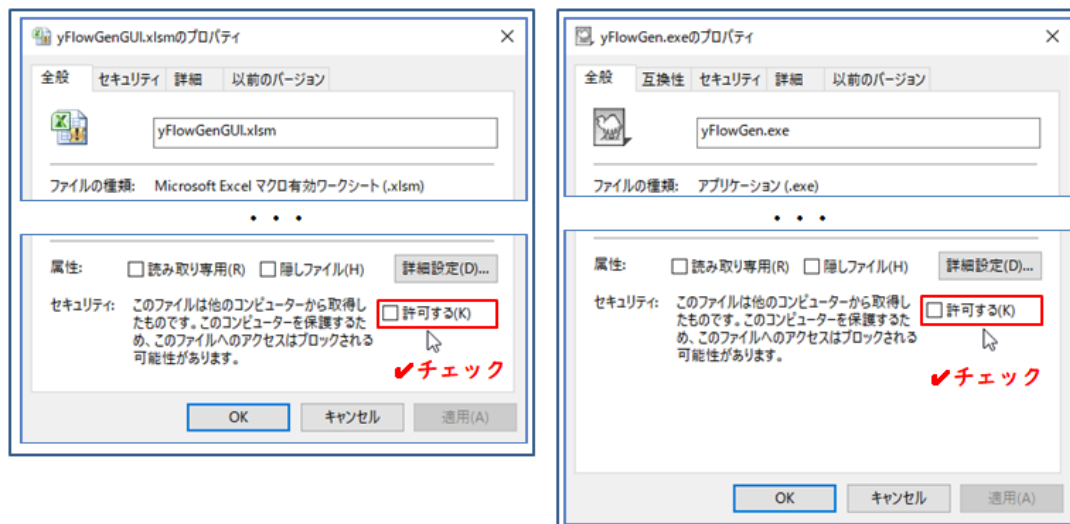 yFlowGenGUI.xlsmのプロパティ
全般 セキュリティ 詳細 以前のバージョン
yFlowGenGUI.xlsm
ファイルの種類: Microsoft Excel マクロ有効ワークシート (.xlsm)
・・・
属性: 読み取り専用(R) 隠しファイル(H) 詳細設定(D)...
セキュリティ: このファイルは他のコンピューターから取得し
たものです。このコンピューターを保護するた
め、このファイルへのアクセスはブロックされる
可能性があります。
許可する(K)
✔チェック
OK キャンセル 適用(A)
yFlowGen.exeのプロパティ
全般 互換性 セキュリティ 詳細 以前のバージョン
yFlowGen.exe
ファイルの種類: アプリケーション (.exe)
・・・
属性: 読み取り専用(R) 隠しファイル(H) 詳細設定(D)...
セキュリティ: このファイルは他のコンピューターから取得し
たものです。このコンピューターを保護するた
め、このファイルへのアクセスはブロックされる
可能性があります。
許可する(K)
✔チェック
OK キャンセル 適用(A)